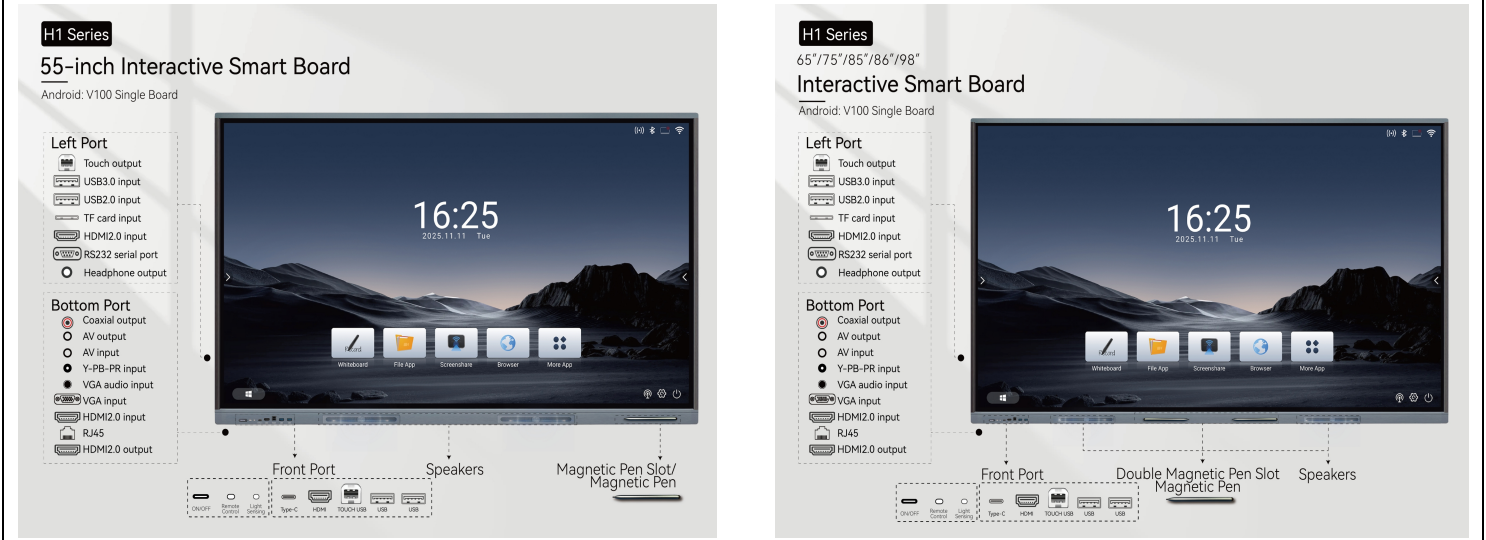 H1 Series
55-inch Interactive Smart Board
Android: V100 Single Board
Left Port
Touch output
USB3.0 input
USB2.0 input
TF card input
HDMI2.0 input
RS232 serial port
Headphone output
Bottom Port
Coaxial output
AV output
AV input
Y-PB-PR input
VGA audio input
VGA input
HDMI2.0 input
RJ45
HDMI2.0 output
16:25
2025.11.11 Tue
Record
Whiteboard
File App
Screenshare
Browser
More App
Front Port
Speakers
Magnetic Pen Slot/
Magnetic Pen
ON/OFF
Remote
Control
Light
Sensing
Type-C
HDMI
TOUCH USB
USB
USB
H1 Series
65"/75"/85"/86"/98"
Interactive Smart Board
Android: V100 Single Board
Left Port
Touch output
USB3.0 input
USB2.0 input
TF card input
HDMI2.0 input
RS232 serial port
Headphone output
Bottom Port
Coaxial output
AV output
AV input
Y-PB-PR input
VGA audio input
VGA input
HDMI2.0 input
RJ45
HDMI2.0 output
16:25
2025.11.11 Tue
Record
Whiteboard
File App
Screenshare
Browser
More App
Front Port
Double Magnetic Pen Slot
Magnetic Pen
Speakers
ON/OFF
Remote
Control
Light
Sensing
Type-C
HDMI
TOUCH USB
USB
USB